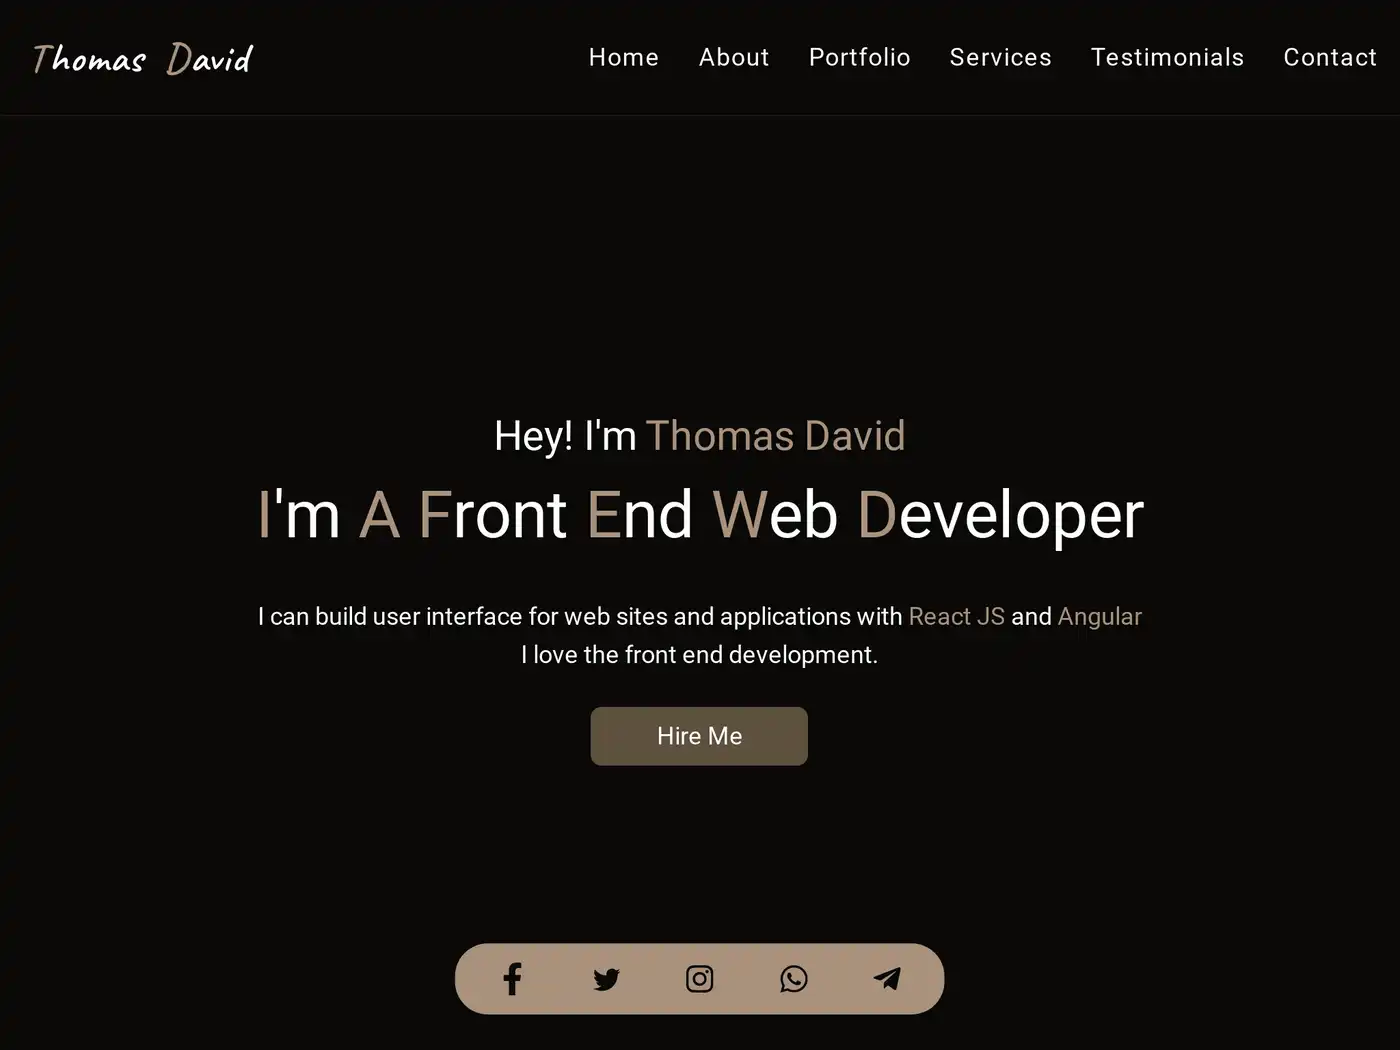 Thomas David
Home About Portfolio Services Testimonials Contact
Hey! I'm Thomas David
I'm A Front End Web Developer
I can build user interface for web sites and applications with React JS and Angular
I love the front end development.
Hire Me